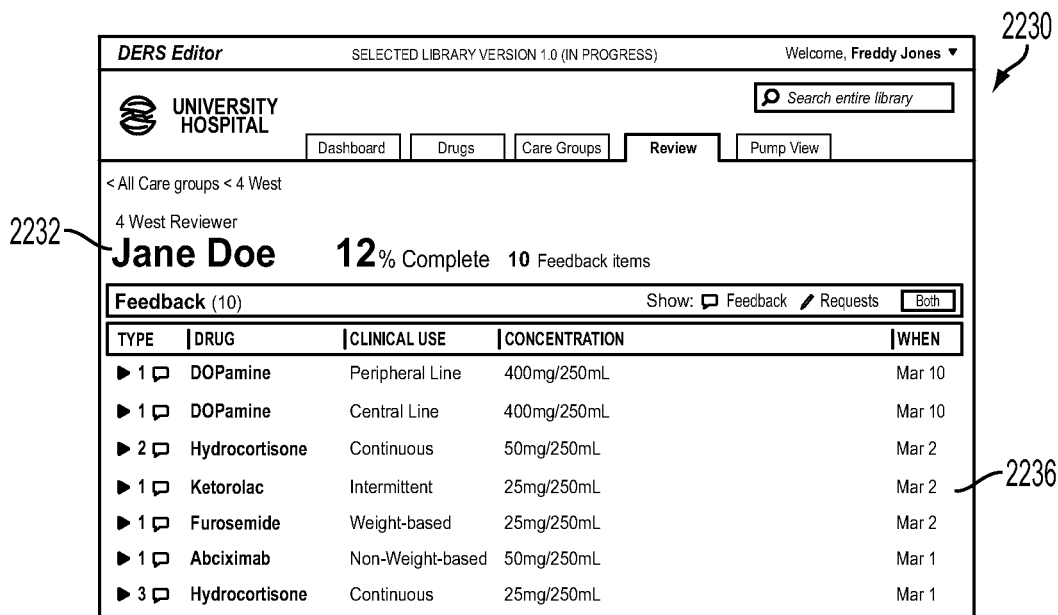 2230
DERS Editor SELECTED LIBRARY VERSION 1.0 (IN PROGRESS) Welcome, Freddy Jones ▼
UNIVERSITY
HOSPITAL
Search entire library
Dashboard Drugs Care Groups Review Pump View
< All Care groups < 4 West
4 West Reviewer
2232
Jane Doe 12% Complete 10 Feedback items
Feedback (10) Show: Feedback Requests Both
TYPE DRUG CLINICAL USE CONCENTRATION WHEN
▶ 1 DOPamine Peripheral Line 400mg/250mL Mar 10
▶ 1 DOPamine Central Line 400mg/250mL Mar 10
▶ 2 Hydrocortisone Continuous 50mg/250mL Mar 2
▶ 1 Ketorolac Intermittent 25mg/250mL Mar 2
2236
▶ 1 Furosemide Weight-based 25mg/250mL Mar 2
▶ 1 Abciximab Non-Weight-based 50mg/250mL Mar 1
▶ 3 Hydrocortisone Continuous 25mg/250mL Mar 1